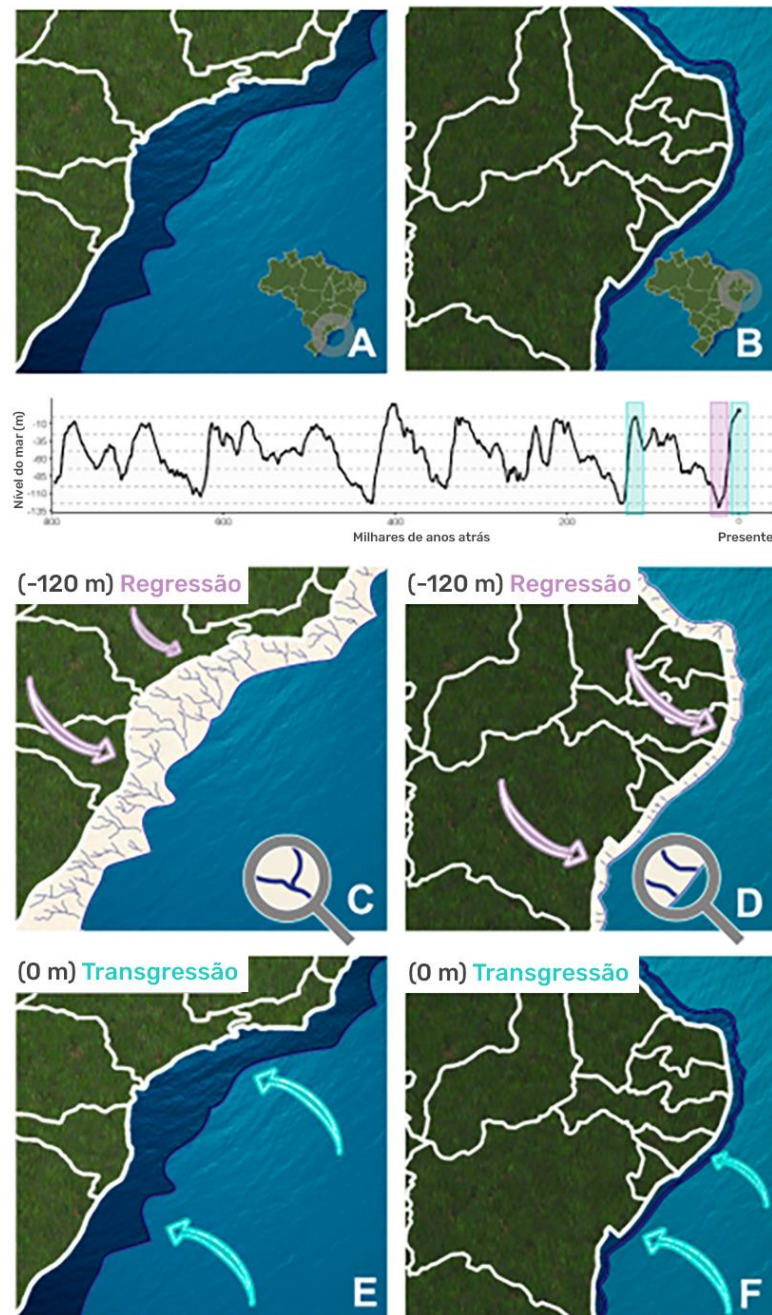 A
B
Nível do mar (m)
-10
-35
-60
-85
-110
-135
800
600
400
200
0
Milhares de anos atrás
Presente
(-120 m) Regressão
(-120 m) Regressão
C
D
(0 m) Transgressão
(0 m) Transgressão
E
F